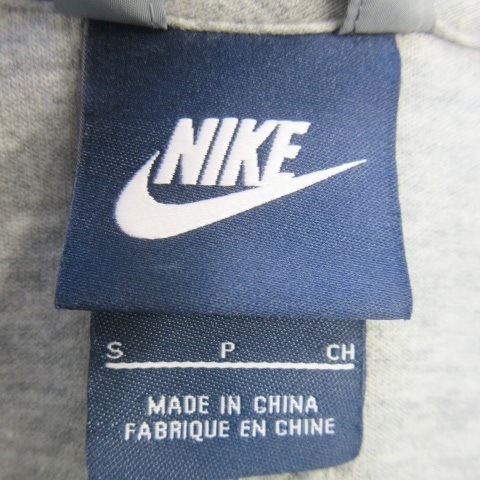 NIKE
S P CH
MADE IN CHINA
FABRIQUE EN CHINE